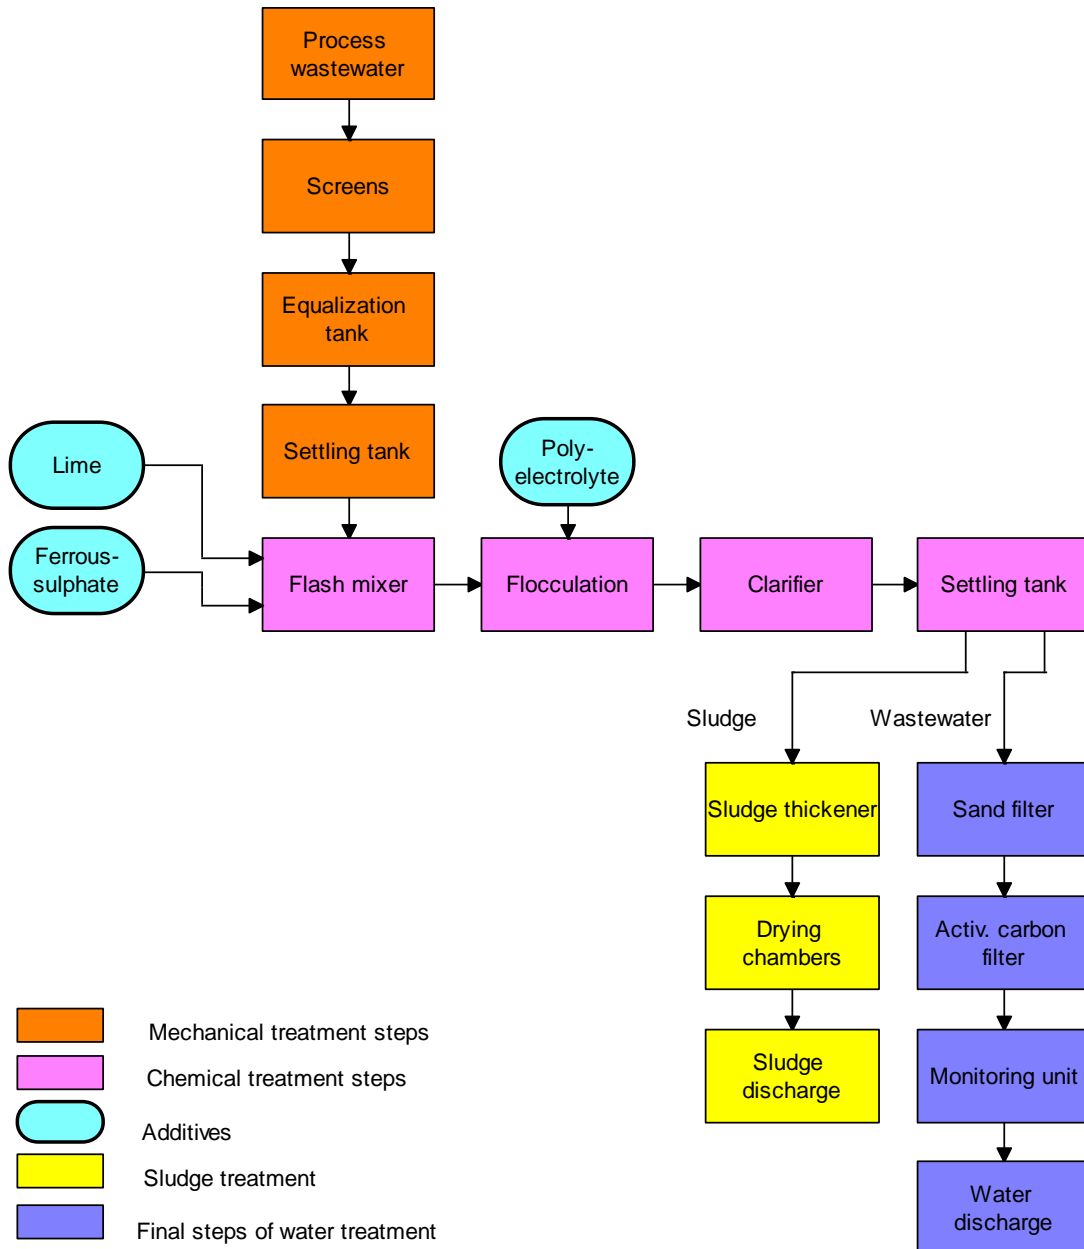 Process
wastewater
Screens
Equalization
tank
Settling tank
Lime
Poly-
electrolyte
Ferrous-
sulphate
Flash mixer
Flocculation
Clarifier
Settling tank
Sludge
Wastewater
Sludge thickener
Sand filter
Drying
chambers
Activ. carbon
filter
Sludge
discharge
Monitoring unit
Water
discharge
Mechanical treatment steps
Chemical treatment steps
Additives
Sludge treatment
Final steps of water treatment